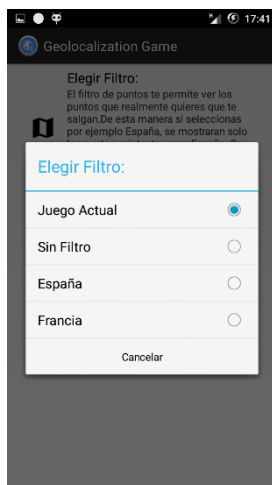 17:41
Geolocalization Game
Elegir Filtro:
El filtro de puntos te permite ver los
puntos que realmente quieres que te
salgan.De esta manera si seleccionas
por ejemplo España, se mostraran solo
Elegir Filtro:
Juego Actual
Sin Filtro
España
Francia
Cancelar